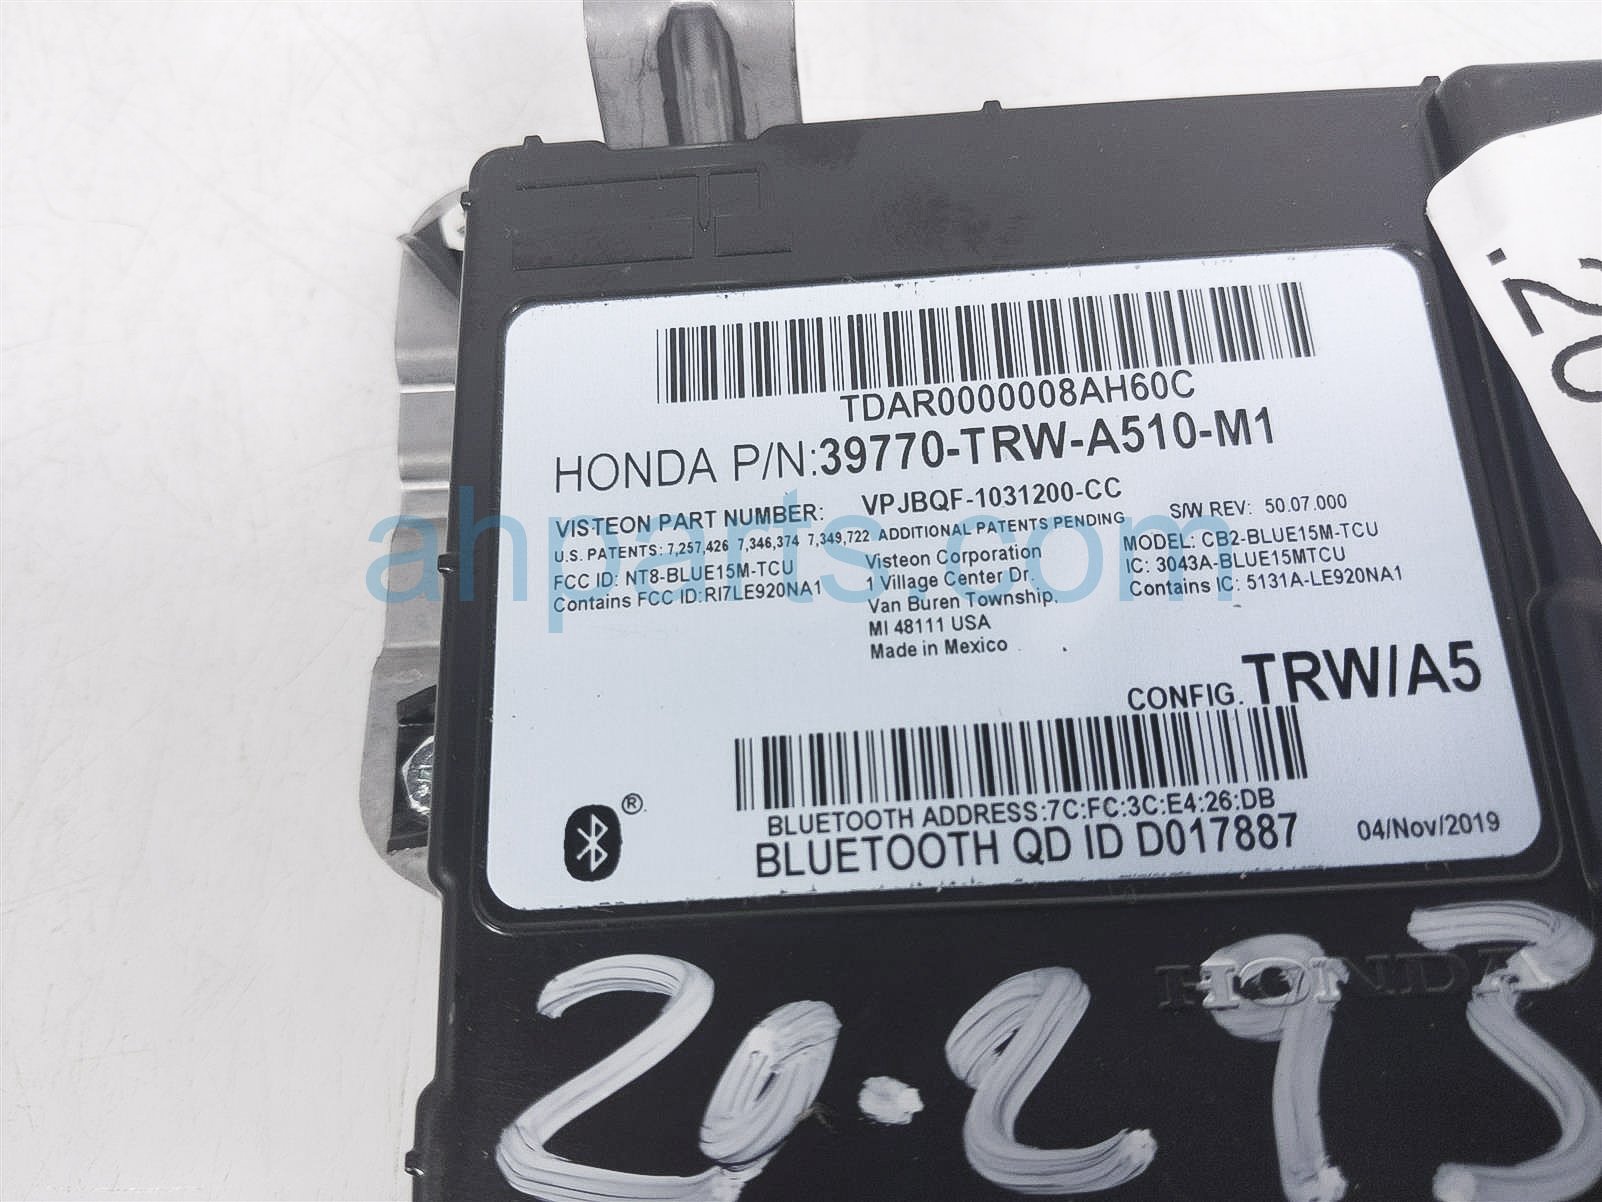 i20
TDAR0000008AH60C
HONDA P/N:39770-TRW-A510-M1
VISTEON PART NUMBER: VPJBQF-1031200-CC S/W REV: 50.07.000
U.S. PATENTS: 7,257,426 7,346,374 7,349,722 ADDITIONAL PATENTS PENDING
FCC ID: NT8-BLUE15M-TCU
Contains FCC ID:RI7LE920NA1
Visteon Corporation
1 Village Center Dr.
Van Buren Township,
MI 48111 USA
Made in Mexico
MODEL: CB2-BLUE15M-TCU
IC: 3043A-BLUE15MTCU
Contains IC: 5131A-LE920NA1
CONFIG. TRW/A5
BLUETOOTH ADDRESS:7C:FC:3C:E4:26:DB
BLUETOOTH QD ID D017887
04/Nov/2019
®
HONDA
20.293
ahparts.com